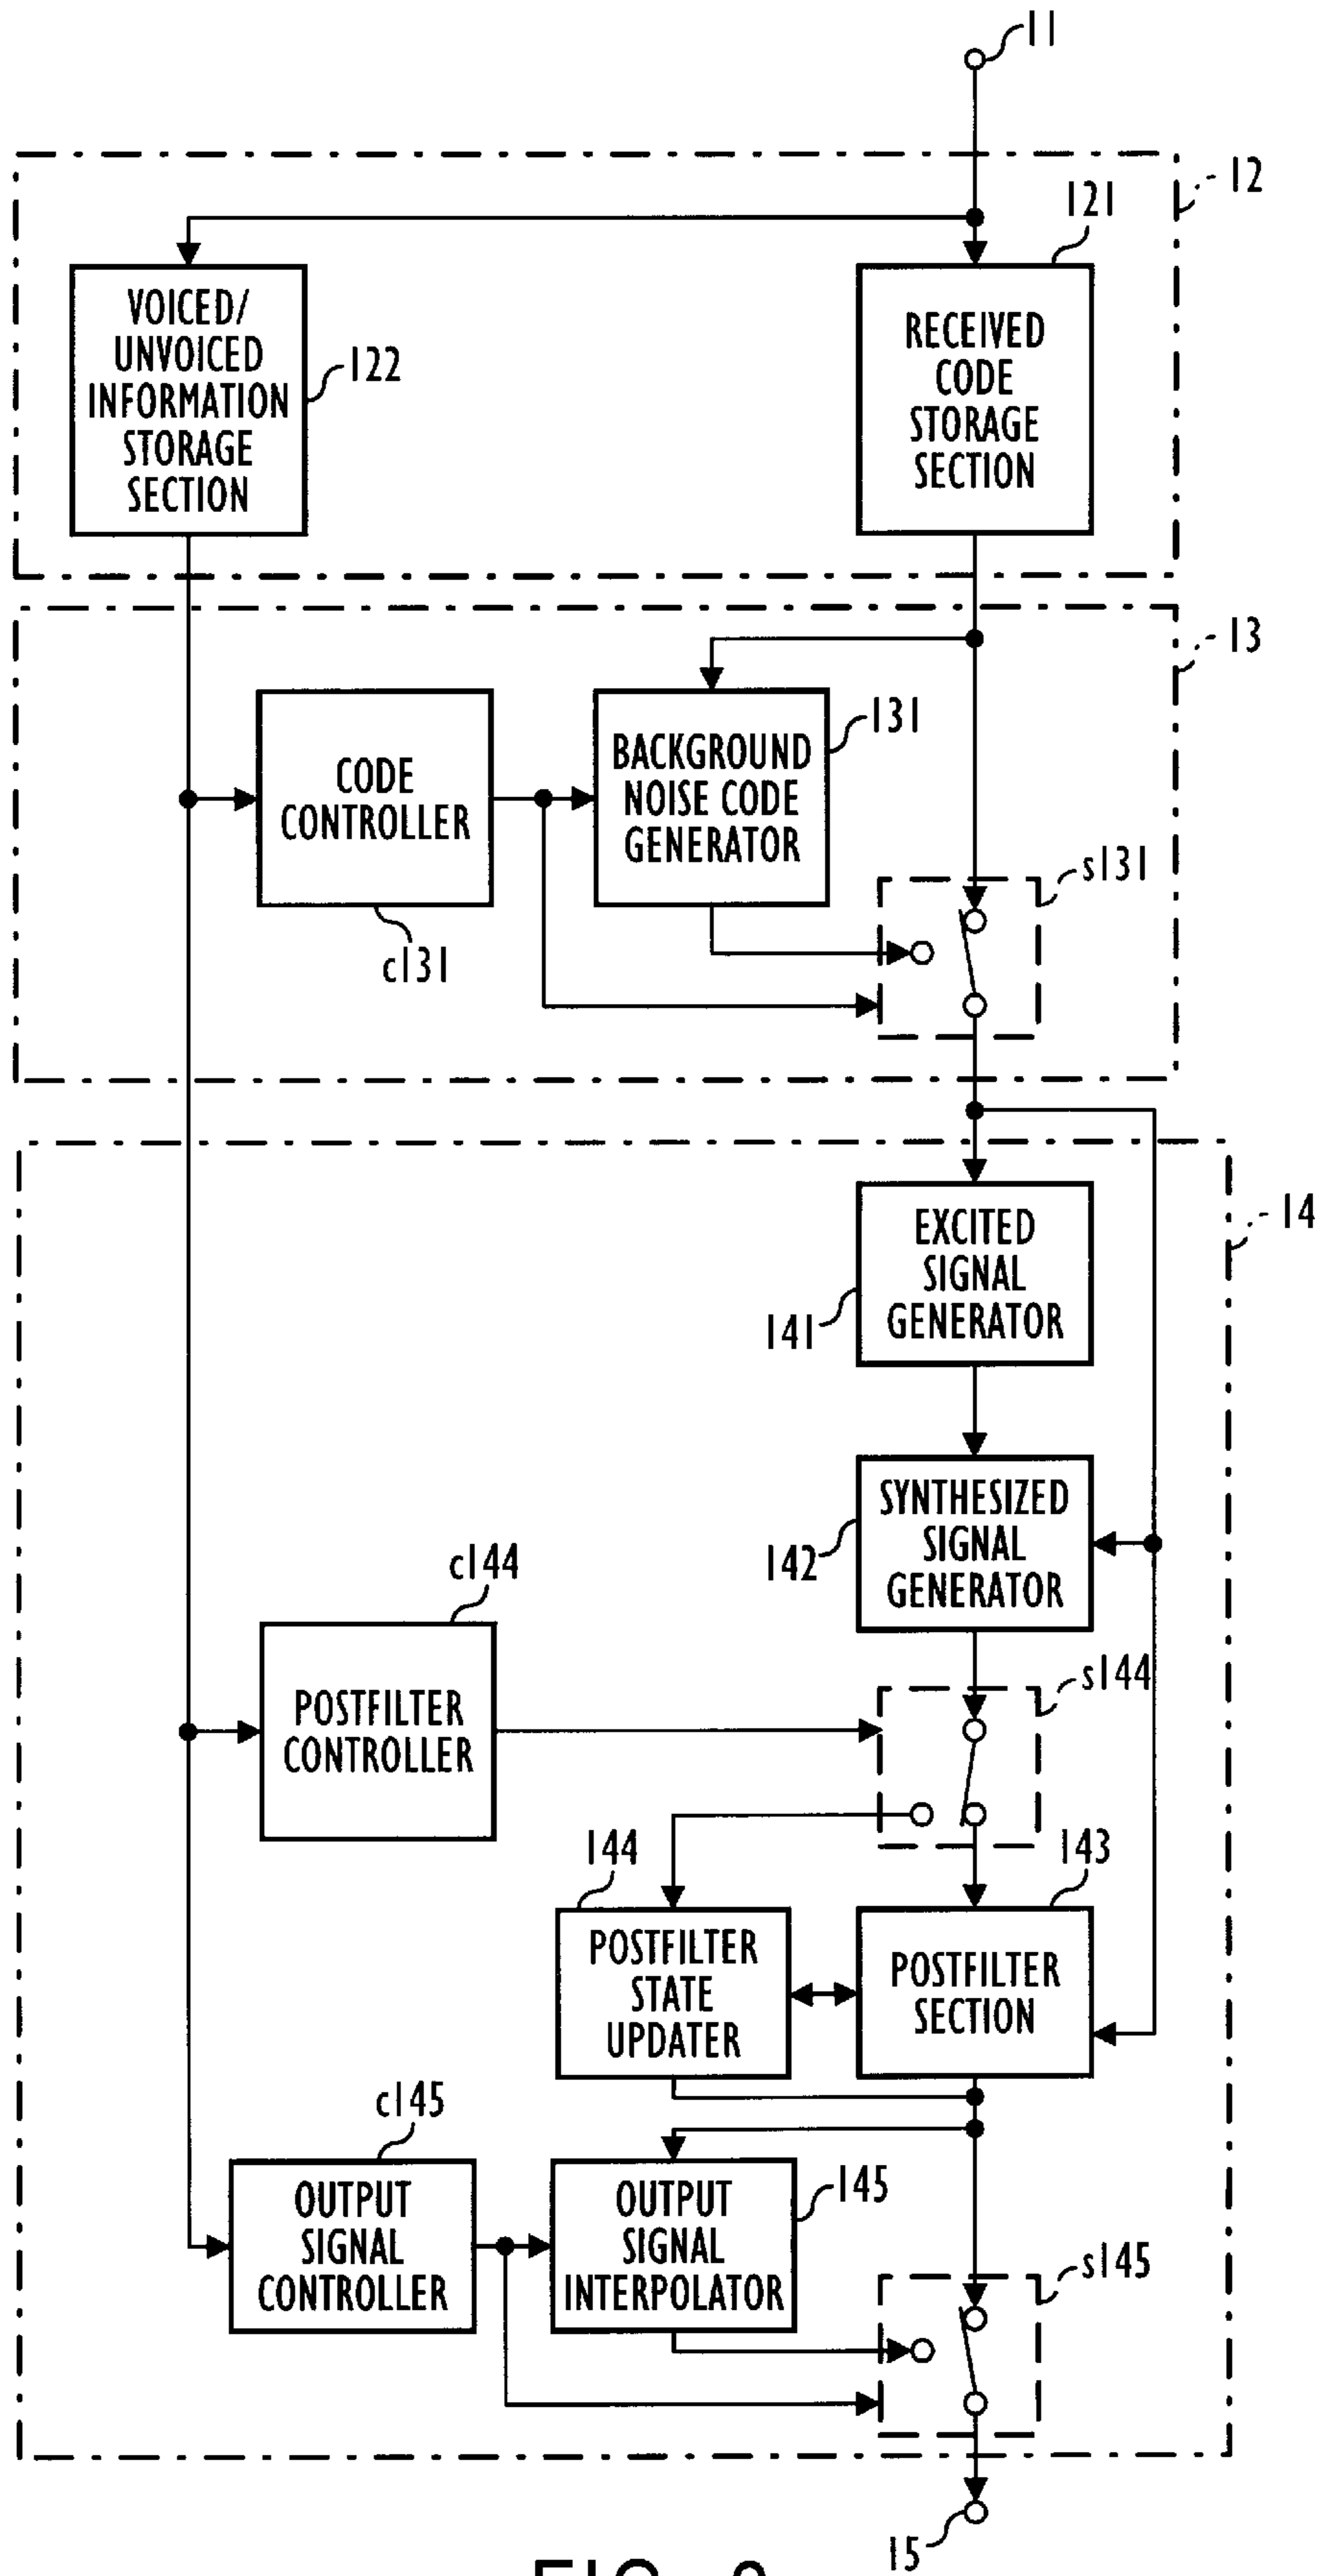 11
12
121
VOICED/
UNVOICED
INFORMATION
STORAGE
SECTION
122
RECEIVED
CODE
STORAGE
SECTION
13
131
CODE
CONTROLLER
BACKGROUND
NOISE CODE
GENERATOR
s131
c131
14
EXCITED
SIGNAL
GENERATOR
141
SYNTHESIZED
SIGNAL
GENERATOR
142
c144
s144
POSTFILTER
CONTROLLER
144
143
POSTFILTER
STATE
UPDATER
POSTFILTER
SECTION
c145
145
OUTPUT
SIGNAL
CONTROLLER
OUTPUT
SIGNAL
INTERPOLATOR
s145
15
FIG.